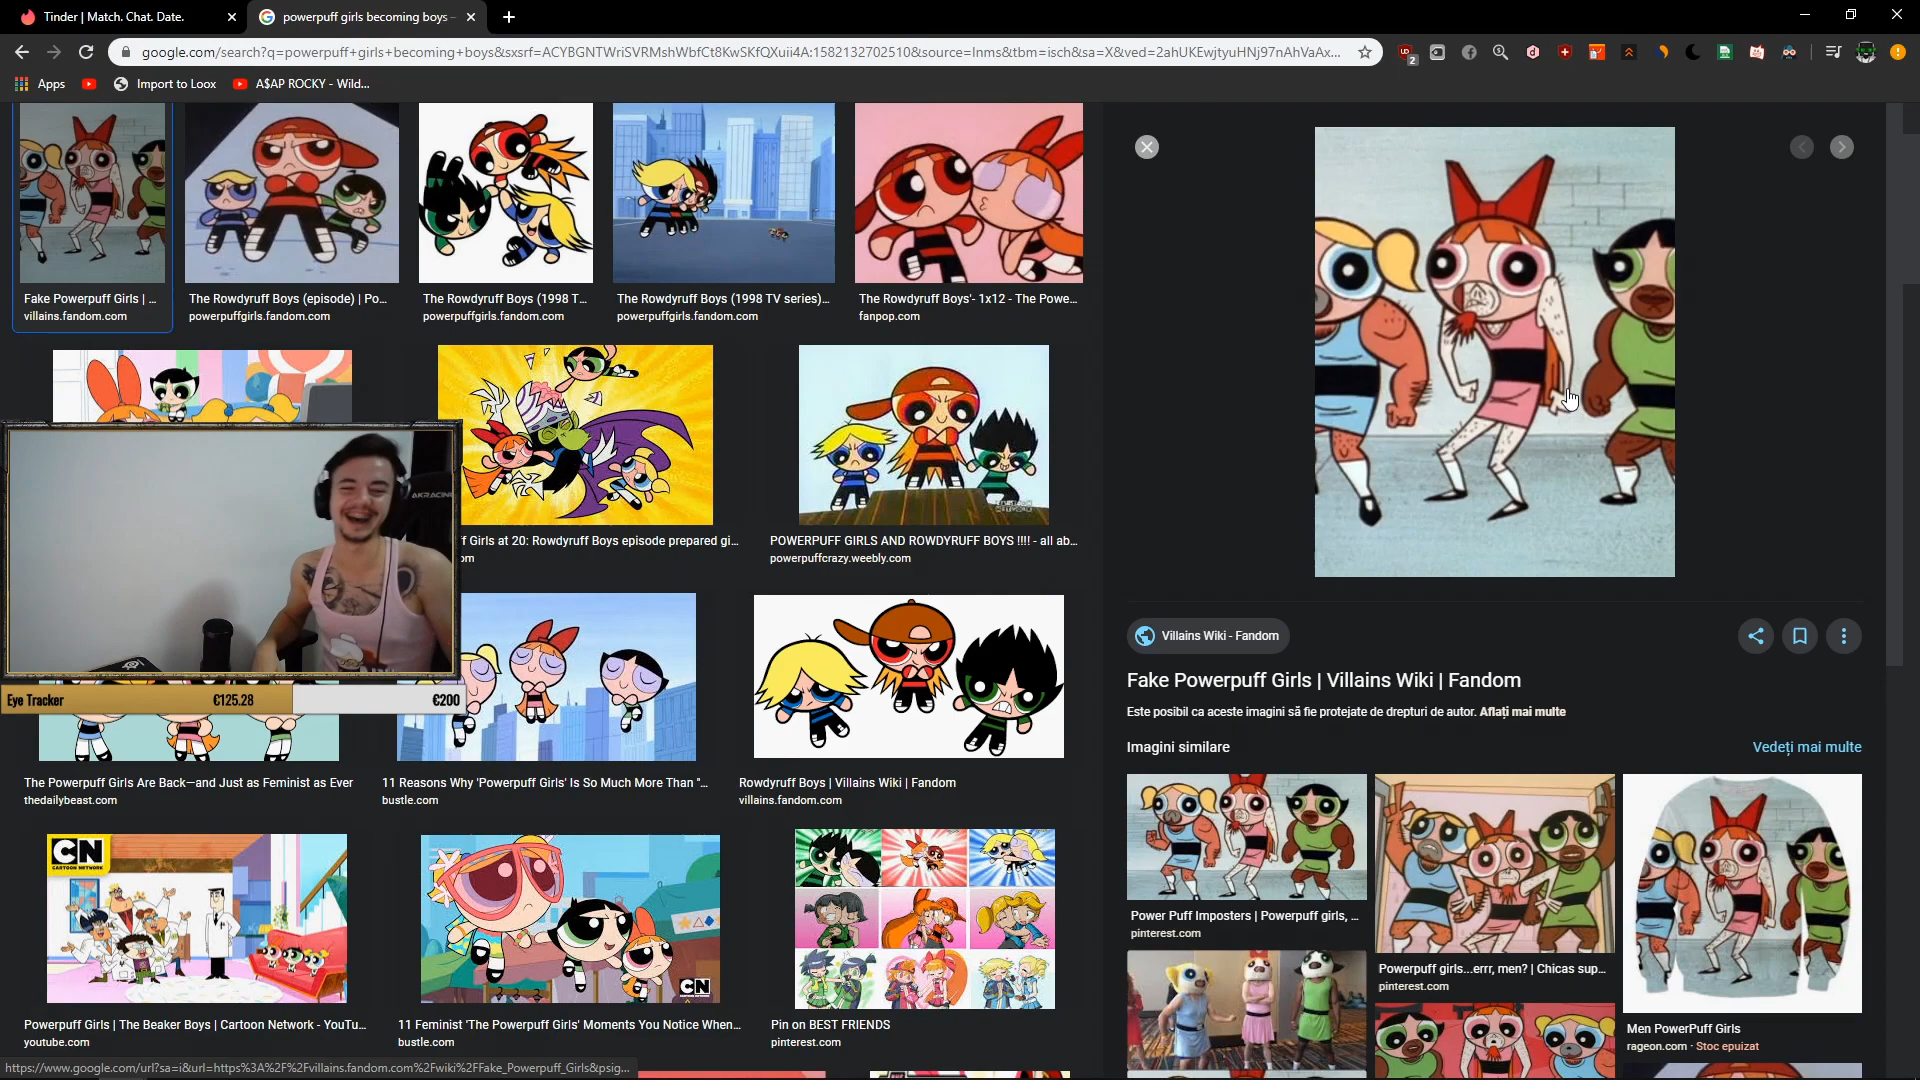 Tinder | Match. Chat. Date.
powerpuff girls becoming boys -
google.com/search?q=powerpuff+girls+becoming+boys&sxsrf=ACYBGNTWriSVRMshWbfCt8KwSKfQXuii4A:1582132702510&source=lnms&tbm=isch&sa=X&ved=2ahUKEwjtyuHNj97nAhVaAx...
2
Apps
Import to Loox
A$AP ROCKY - Wild...
Fake Powerpuff Girls | ...
villains.fandom.com
The Rowdyruff Boys (episode) | Po...
powerpuffgirls.fandom.com
The Rowdyruff Boys (1998 T...
powerpuffgirls.fandom.com
The Rowdyruff Boys (1998 TV series)...
powerpuffgirls.fandom.com
The Rowdyruff Boys'- 1x12 - The Powe...
fanpop.com
f Girls at 20: Rowdyruff Boys episode prepared gi...
om
POWERPUFF GIRLS AND ROWDYRUFF BOYS !!!! - all ab...
powerpuffcrazy.weebly.com
AKRACING
Eye Tracker
€125.28
€200
The Powerpuff Girls Are Back—and Just as Feminist as Ever
thedailybeast.com
11 Reasons Why 'Powerpuff Girls' Is So Much More Than "...
bustle.com
Rowdyruff Boys | Villains Wiki | Fandom
villains.fandom.com
CN
CARTOON NETWORK
CN
Powerpuff Girls | The Beaker Boys | Cartoon Network - YouTu...
youtube.com
11 Feminist 'The Powerpuff Girls' Moments You Notice When...
bustle.com
Pin on BEST FRIENDS
pinterest.com
https://www.google.com/url?sa=i&url=https%3A%2F%2Fvillains.fandom.com%2Fwiki%2FFake_Powerpuff_Girls&psig...
Villains Wiki - Fandom
Fake Powerpuff Girls | Villains Wiki | Fandom
Este posibil ca aceste imagini să fie protejate de drepturi de autor. Aflați mai multe
Imagini similare
Vedeți mai multe
Power Puff Imposters | Powerpuff girls, ...
pinterest.com
Powerpuff girls...errr, men? | Chicas sup...
pinterest.com
Men PowerPuff Girls
rageon.com · Stoc epuizat